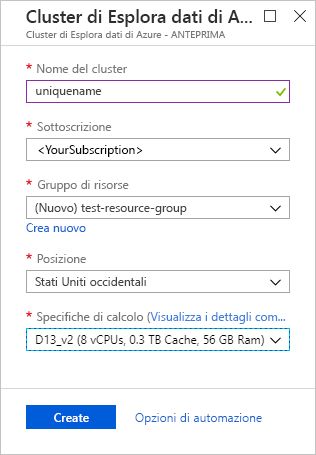 Cluster di Esplora dati di A...
Cluster di Esplora dati di Azure - ANTEPRIMA
* Nome del cluster
uniquename
* Sottoscrizione
<YourSubscription>
* Gruppo di risorse
(Nuovo) test-resource-group
Crea nuovo
* Posizione
Stati Uniti occidentali
* Specifiche di calcolo (Visualizza i dettagli com...
D13_v2 (8 vCPUs, 0.3 TB Cache, 56 GB Ram)
Create Opzioni di automazione